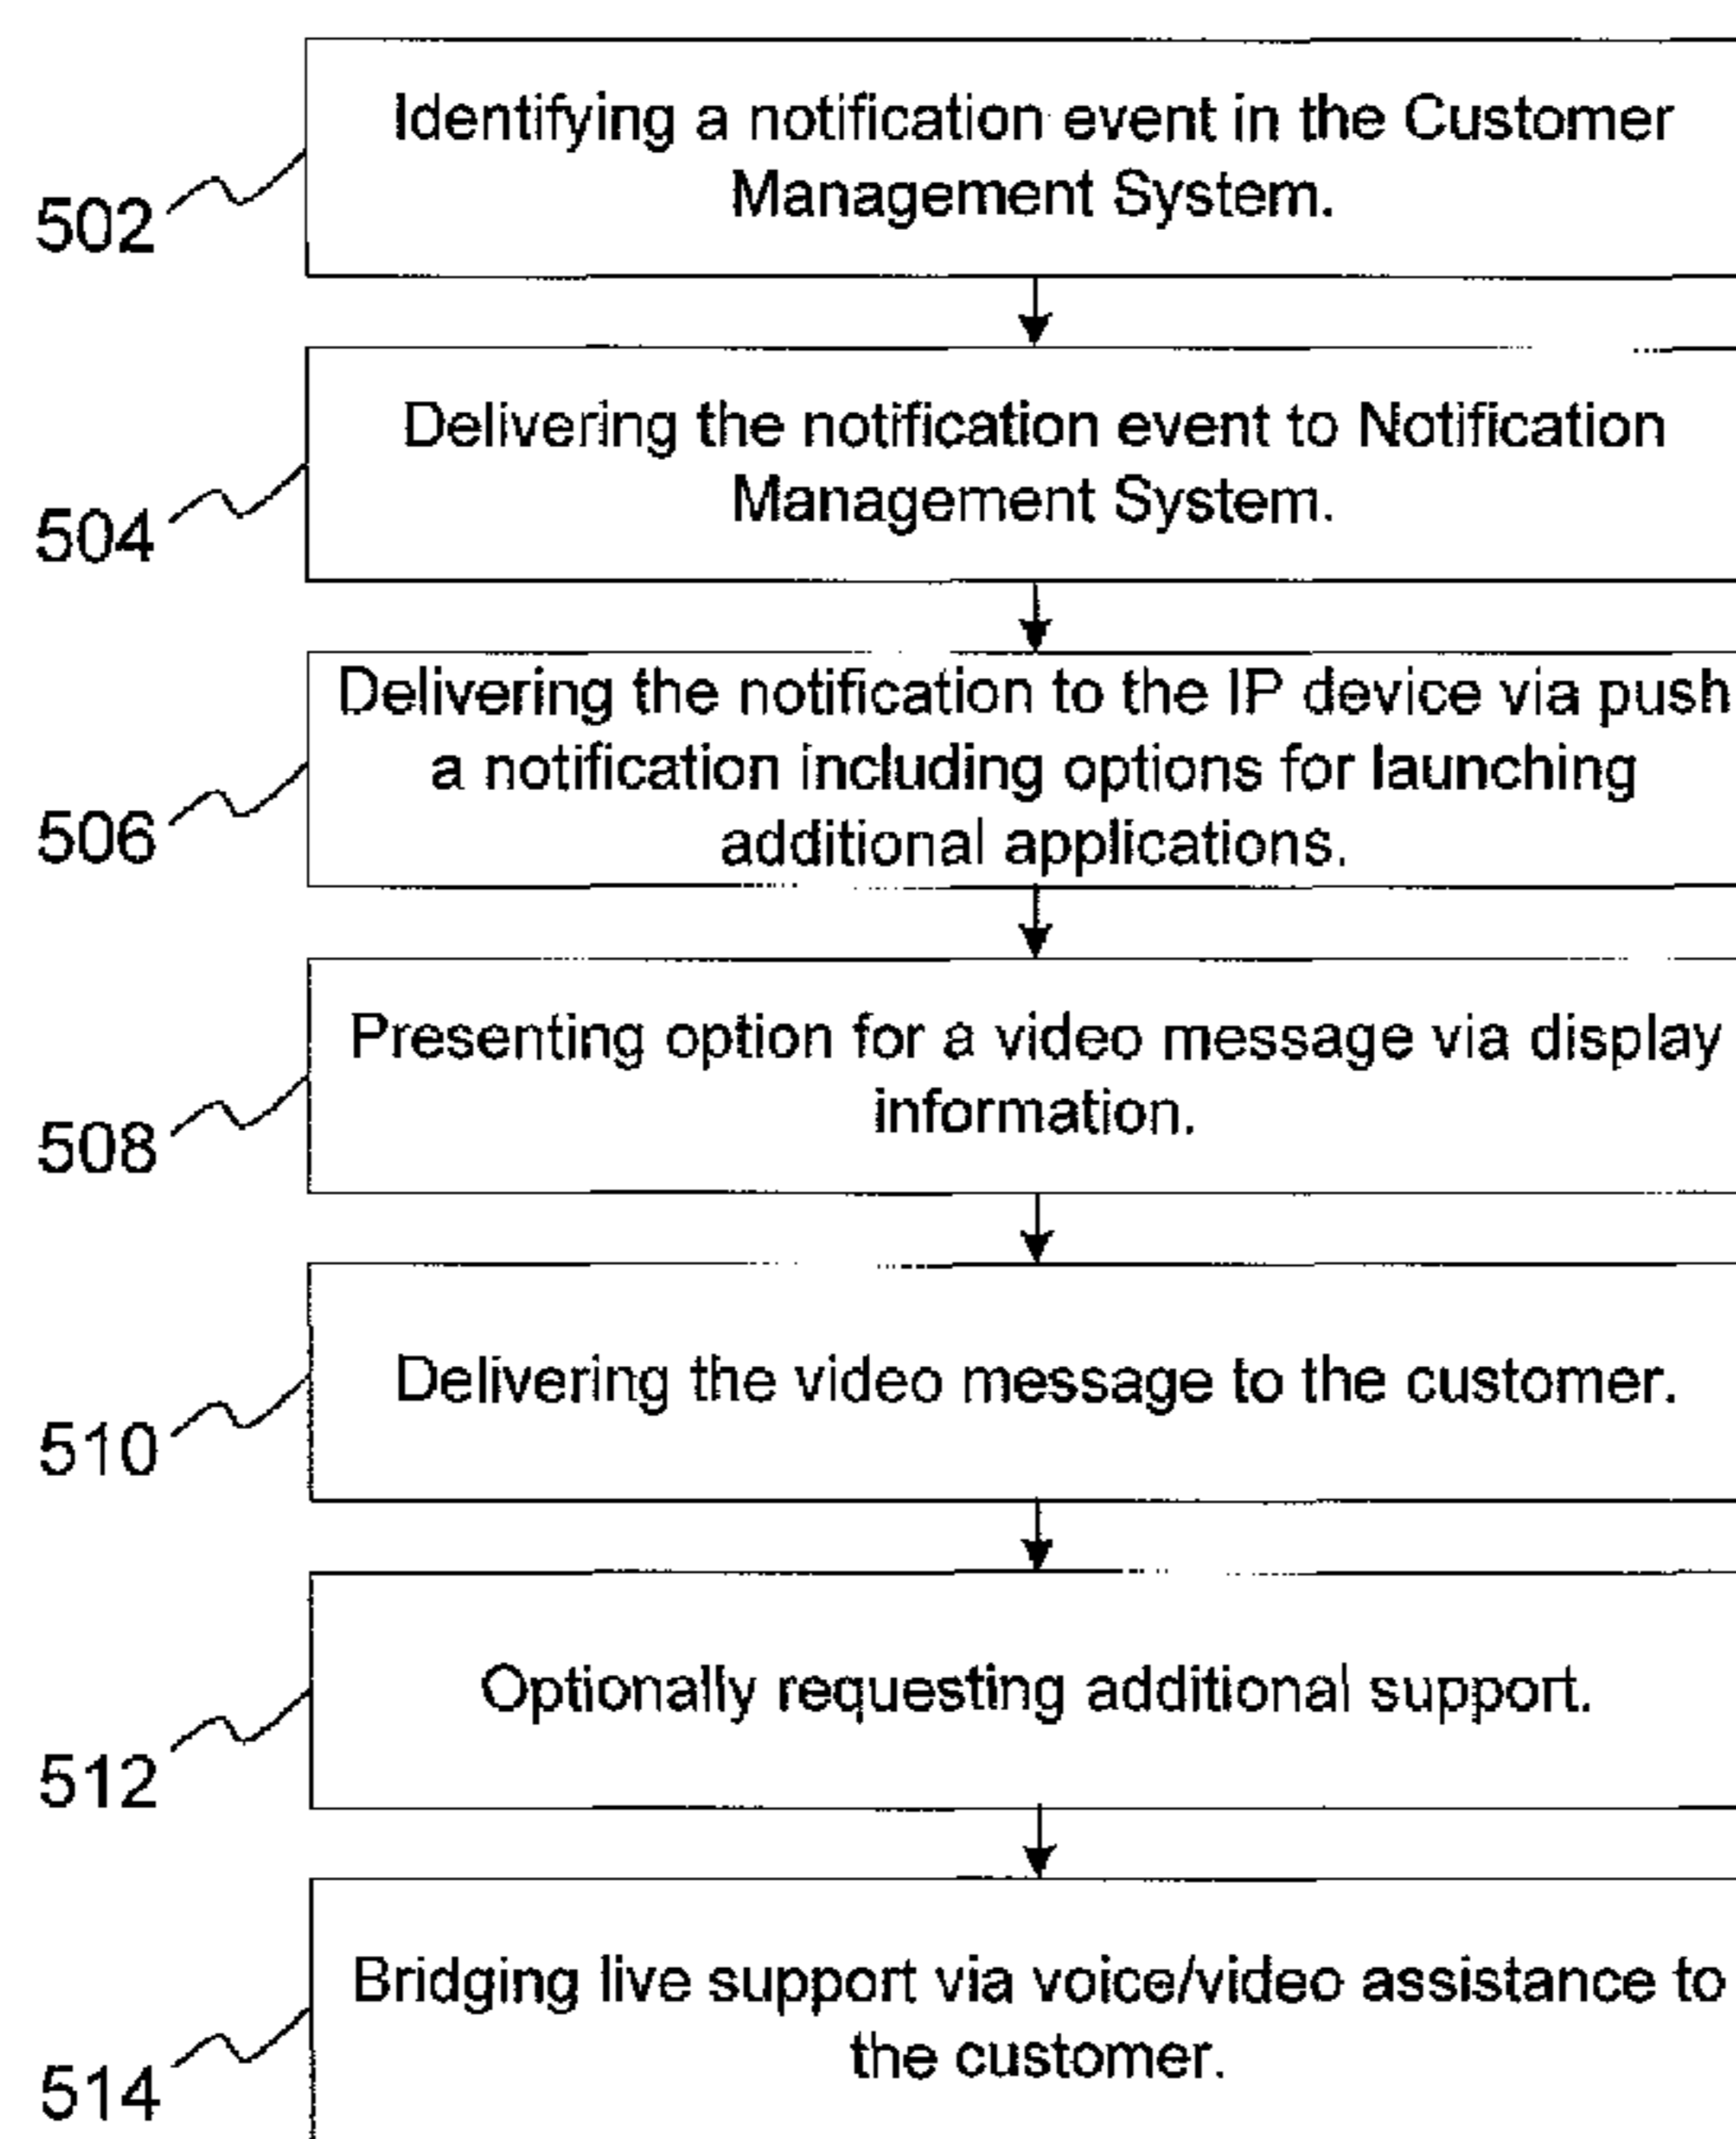 Identifying a notification event in the Customer
Management System.
502
Delivering the notification event to Notification
Management System.
504
Delivering the notification to the IP device via push
a notification including options for launching
additional applications.
506
Presenting option for a video message via display
information.
508
Delivering the video message to the customer.
510
Optionally requesting additional support.
512
Bridging live support via voice/video assistance to
the customer.
514